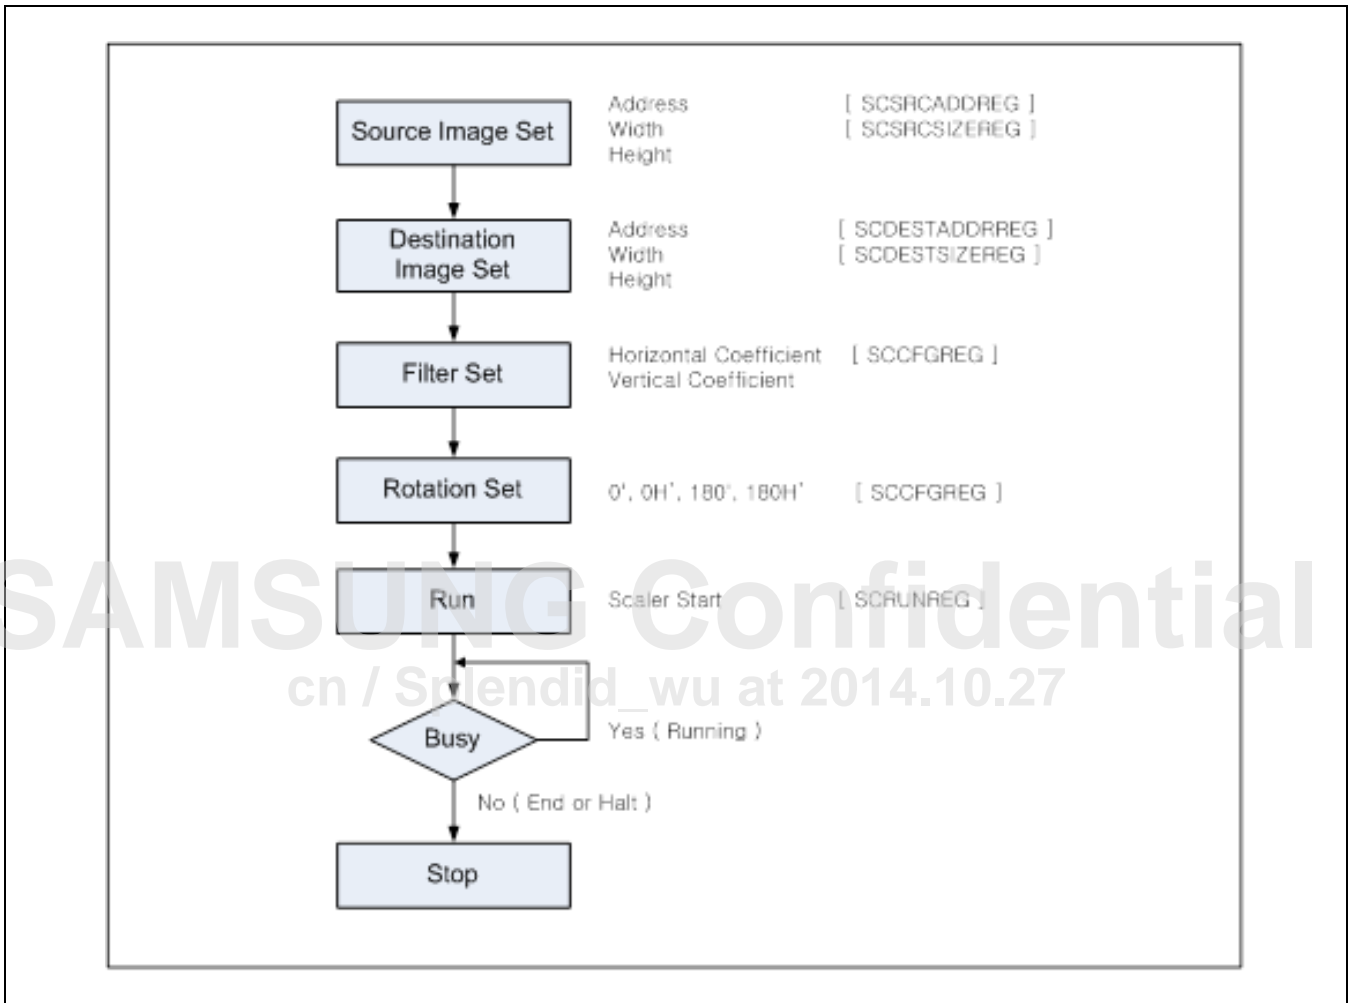 Source Image Set
Address [ SCSRCADDREG ]
Width [ SCSRCSIZEREG ]
Height
Destination
Image Set
Address [ SCDESTADDRREG ]
Width [ SCDESTSIZEREG ]
Height
Filter Set
Horizontal Coefficient [ SCCFGREG ]
Vertical Coefficient
Rotation Set
0', 0H', 180', 180H' [ SCCFGREG ]
Run
Scaler Start [ SCRUNREG ]
SAMSUNG Confidential
cn / Splendid_wu at 2014.10.27
Busy
Yes ( Running )
No ( End or Halt )
Stop